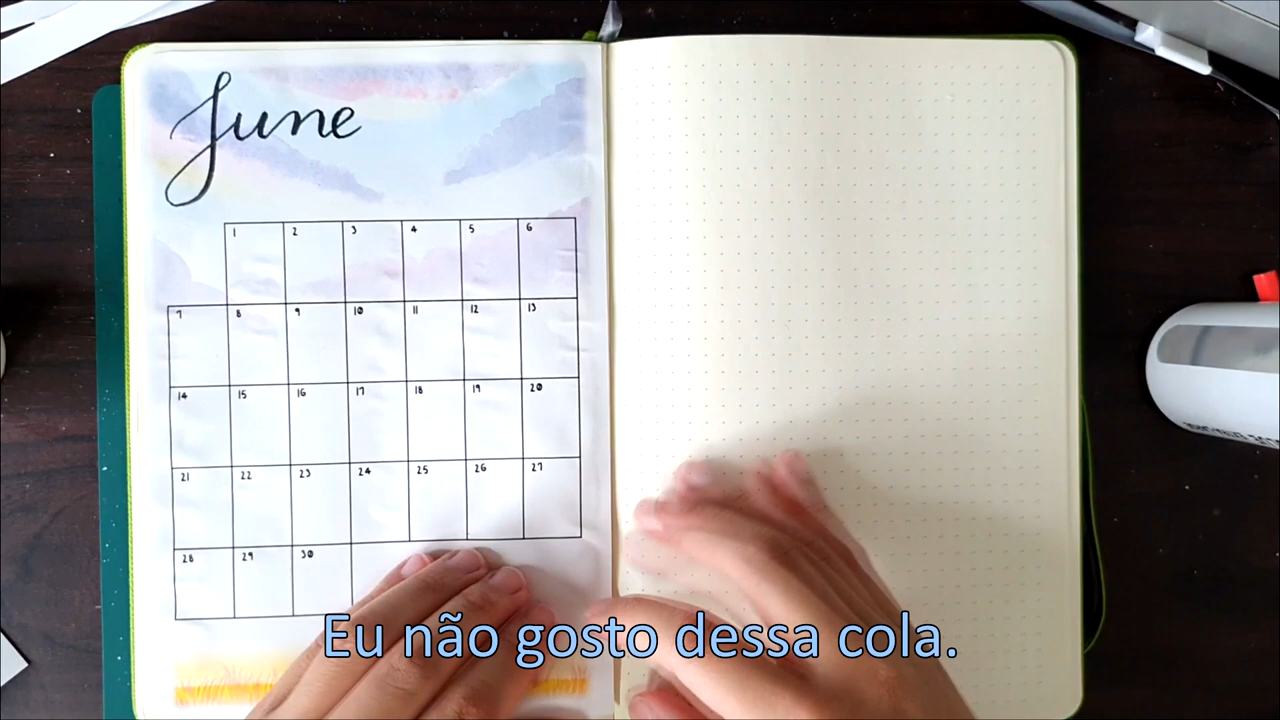 June
1 2 3 4 5 6
7 8 9 10 11 12 13
14 15 16 17 18 19 20
21 22 23 24 25 26 27
28 29 30
Eu não gosto dessa cola.